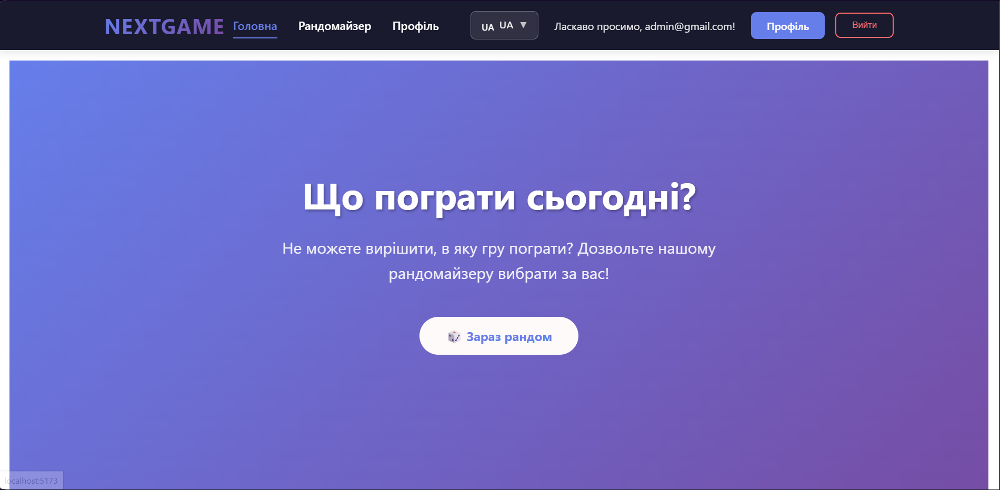 NEXTGAME Головна Рандомайзер Профіль UA UA ▼ Ласкаво просимо, admin@gmail.com! Профіль Вийти
Що пограти сьогодні?
Не можете вирішити, в яку гру пограти? Дозвольте нашому
рандомайзеру вибрати за вас!
🎲 Зараз рандом
localhost:5173